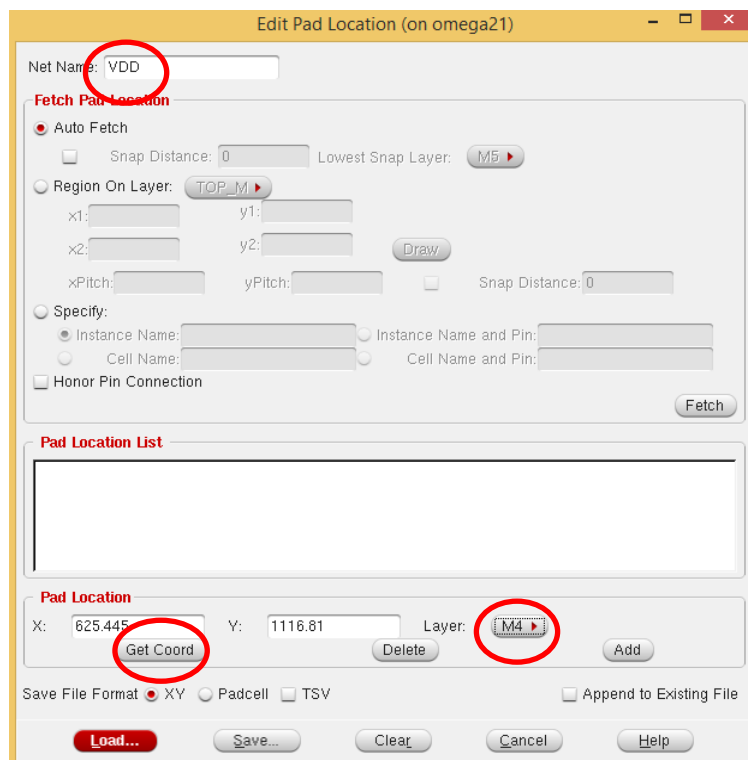 Edit Pad Location (on omega21)
Net Name: VDD
Fetch Pad Location
Auto Fetch
Snap Distance: 0 Lowest Snap Layer: M5
Region On Layer: TOP_M
x1: y1:
x2: y2: Draw
xPitch: yPitch: Snap Distance: 0
Specify:
Instance Name: Instance Name and Pin:
Cell Name: Cell Name and Pin:
Honor Pin Connection
Fetch
Pad Location List
Pad Location
X: 625.445 Y: 1116.81 Layer: M4
Get Coord Delete Add
Save File Format XY Padcell TSV Append to Existing File
Load... Save... Clear Cancel Help